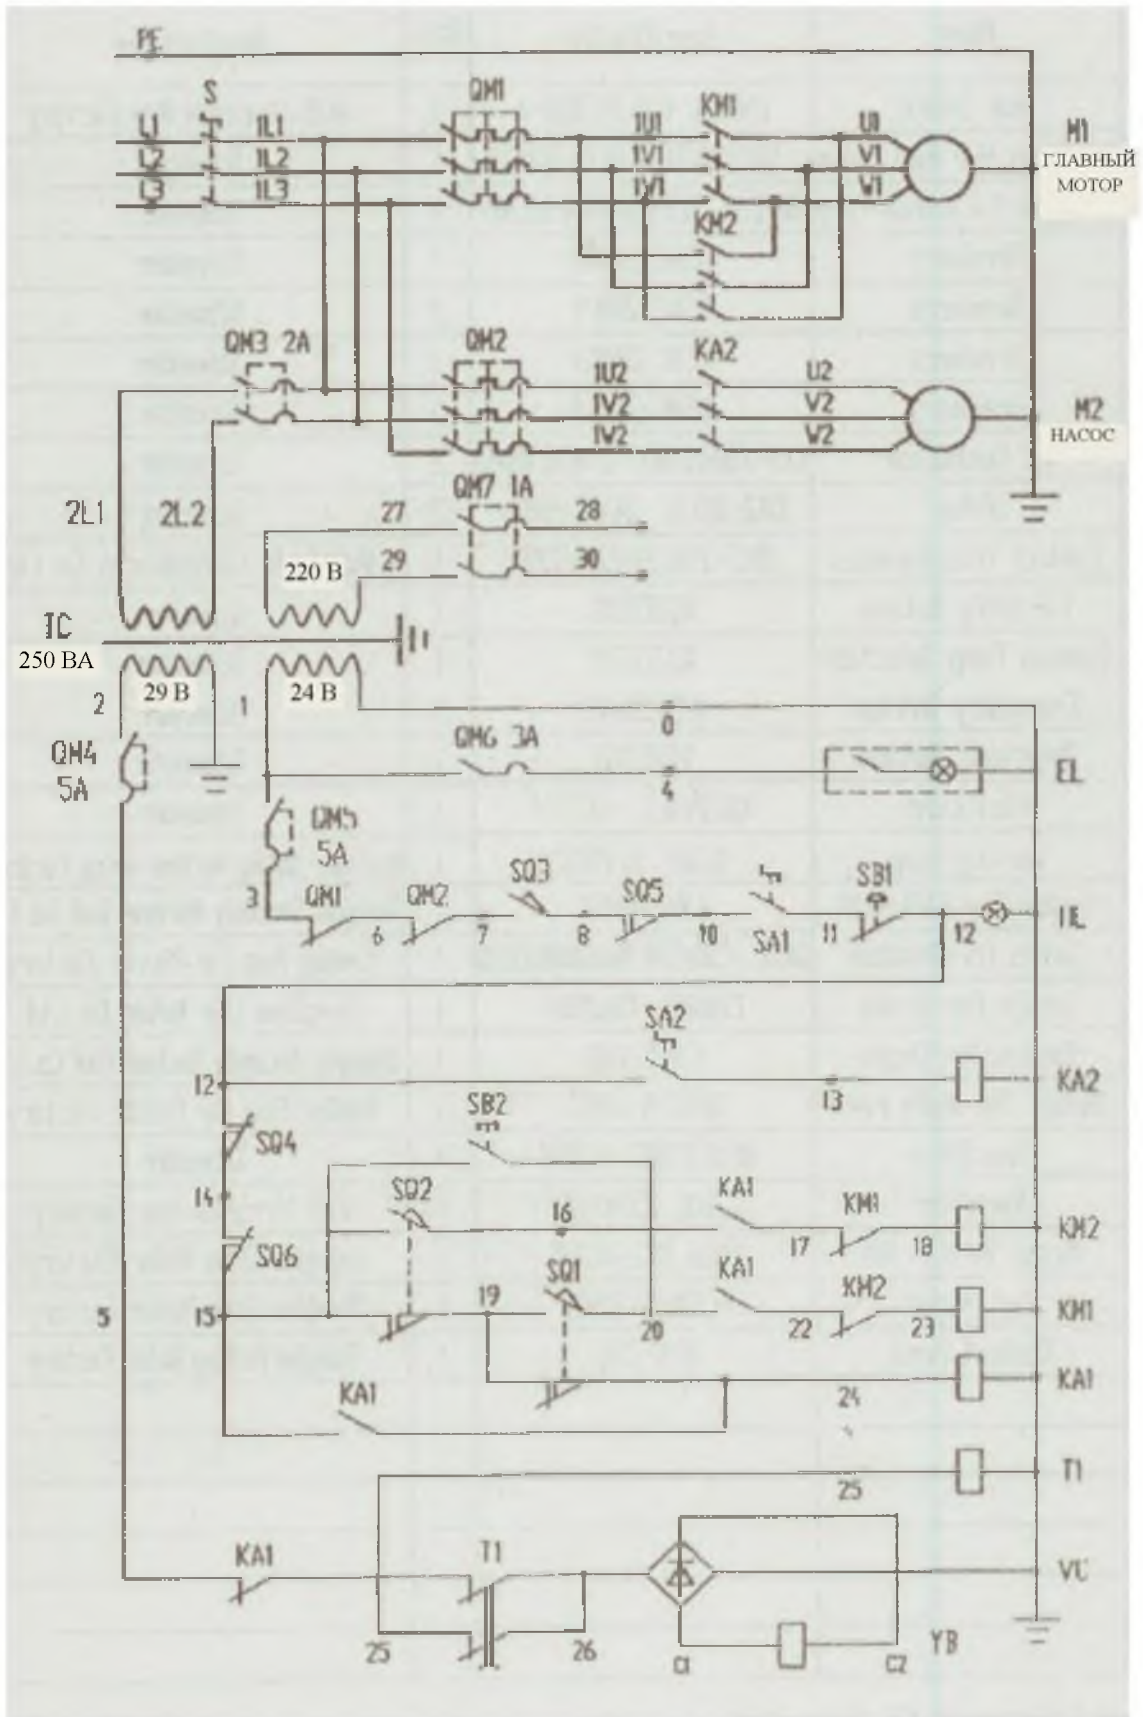 PE
S
QM1
KM1
L1
1L1
1U1
U1
M1
L2
1L2
1V1
V1
ГЛАВНЫЙ
МОТОР
L3
1L3
1W1
W1
KM2
QM3 2A
QM2
KA2
1U2
U2
1V2
V2
M2
НАСОС
1W2
W2
QM7 1A
2L1
2L2
27
28
29
30
220 В
TC
250 ВА
29 В
24 В
2
1
0
QM4
5A
QM6 3A
4
EL
QM5
5A
3
QM1
QM2
SQ3
SQ5
SB1
6
7
8
10
SA1
11
12
HL
SA2
12
13
KA2
SB2
SQ4
14
SQ2
16
KA1
KM1
17
18
KM2
SQ6
SQ1
KA1
KM2
5
15
19
20
22
23
KM1
KA1
24
KA1
25
T1
KA1
T1
VC
25
26
C1
C2
YB